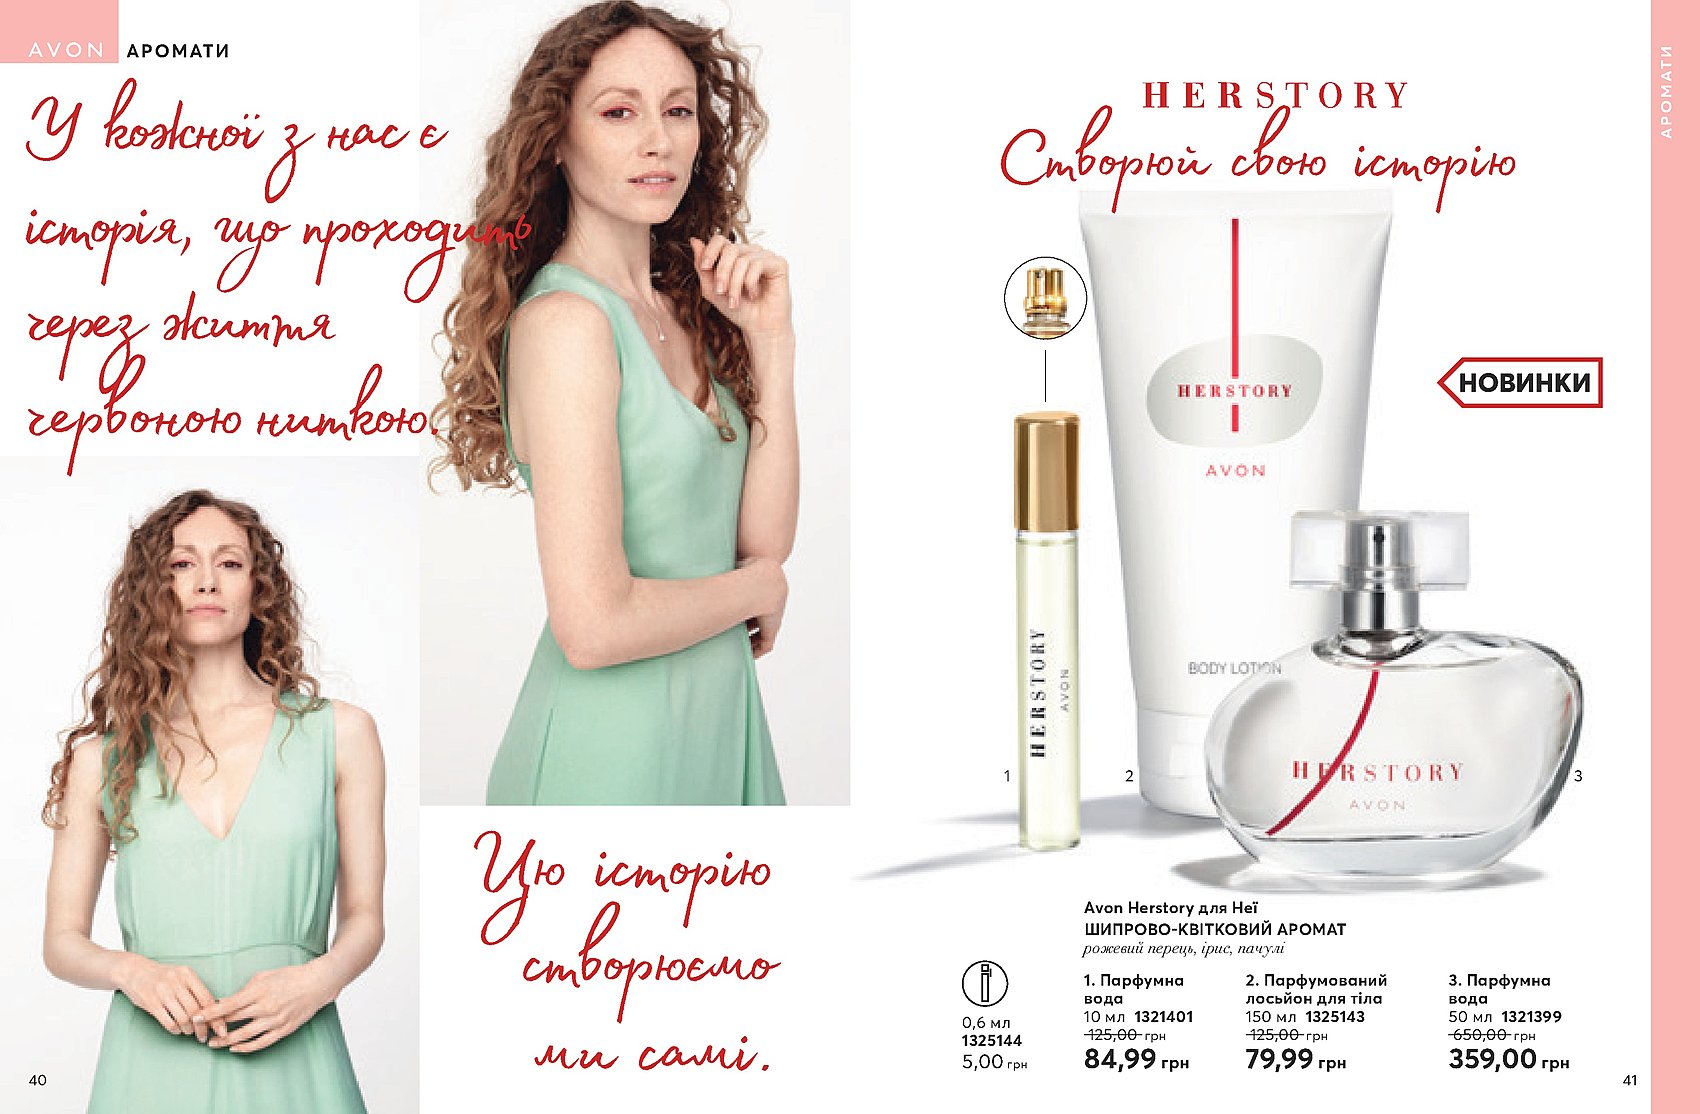 AVON АРОМАТИ
У кожної з нас є
історія, що проходить
через життя
червоною ниткою.
Цю історію
створюємо
ми самі.
40
АРОМАТИ
HERSTORY
Створюй свою історію
НОВИНКИ
HERSTORY
AVON
BODY LOTION
HERSTORY
AVON
HERSTORY
AVON
1
2
3
Avon Herstory для Неї
ШИПРОВО-КВІТКОВИЙ АРОМАТ
рожевий перець, ірис, пачулі
0,6 мл
1325144
5,00 грн
1. Парфумна
вода
10 мл 1321401
125,00 грн
84,99 грн
2. Парфумований
лосьйон для тіла
150 мл 1325143
125,00 грн
79,99 грн
3. Парфумна
вода
50 мл 1321399
650,00 грн
359,00 грн
41